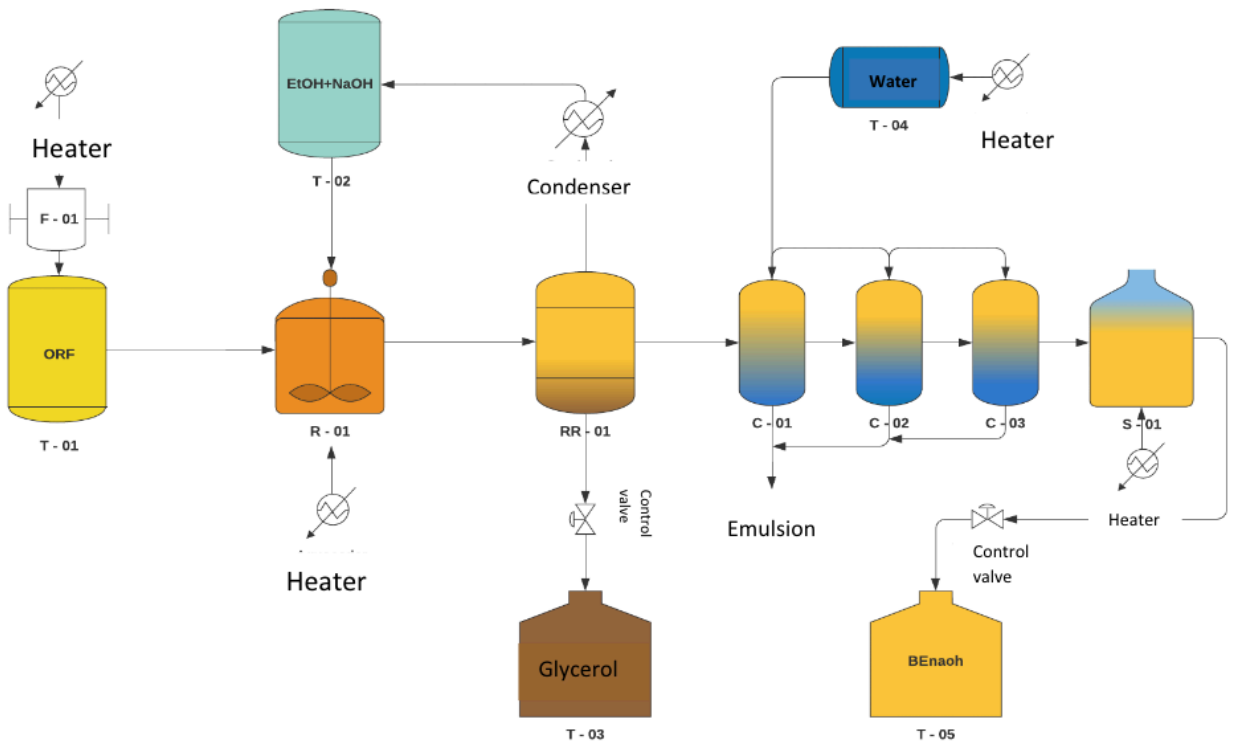 EtOH+NaOH
Water
T - 04
Heater
Heater
T - 02
Condenser
F - 01
ORF
T - 01
R - 01
RR - 01
C - 01
C - 02
C - 03
S - 01
Control
valve
Emulsion
Heater
Control
valve
Heater
Glycerol
BEnaoh
T - 03
T - 05